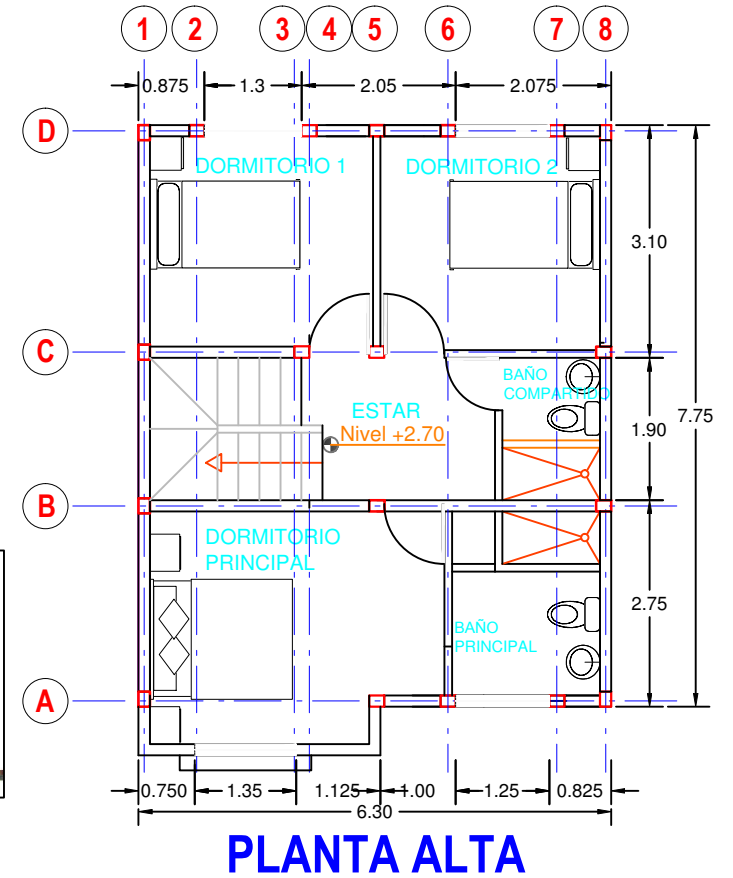 1 2 3 4 5 6 7 8
0.875 1.3 2.05 2.075
D
DORMITORIO 1 DORMITORIO 2
3.10
C
BAÑO
COMPARTIDO
ESTAR
Nivel +2.70
1.90
7.75
B
DORMITORIO
PRINCIPAL
2.75
BAÑO
PRINCIPAL
A
0.750 1.35 1.125 1.00 1.25 0.825
6.30
PLANTA ALTA